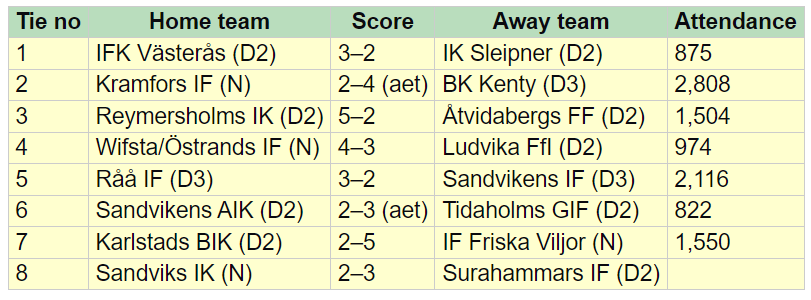 Tie no Home team Score Away team Attendance
1 IFK Västerås (D2) 3–2 IK Sleipner (D2) 875
2 Kramfors IF (N) 2–4 (aet) BK Kenty (D3) 2,808
3 Reymersholms IK (D2) 5–2 Åtvidabergs FF (D2) 1,504
4 Wifsta/Östrands IF (N) 4–3 Ludvika FfI (D2) 974
5 Råå IF (D3) 3–2 Sandvikens IF (D3) 2,116
6 Sandvikens AIK (D2) 2–3 (aet) Tidaholms GIF (D2) 822
7 Karlstads BIK (D2) 2–5 IF Friska Viljor (N) 1,550
8 Sandviks IK (N) 2–3 Surahammars IF (D2)